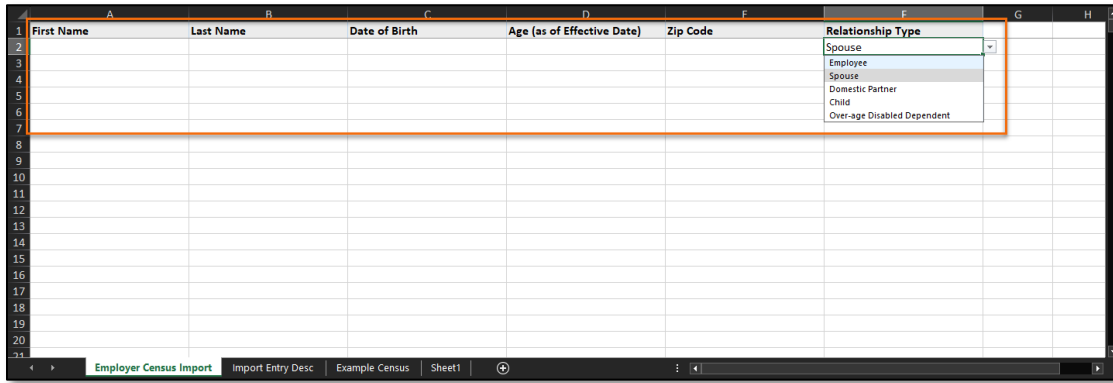 A B C D E F G H
1 First Name Last Name Date of Birth Age (as of Effective Date) Zip Code Relationship Type
2 Spouse
3 Employee
4 Spouse
Domestic Partner
5 Child
6 Over-age Disabled Dependent
7
8
9
10
11
12
13
14
15
16
17
18
19
20
21
Employer Census Import Import Entry Desc Example Census Sheet1